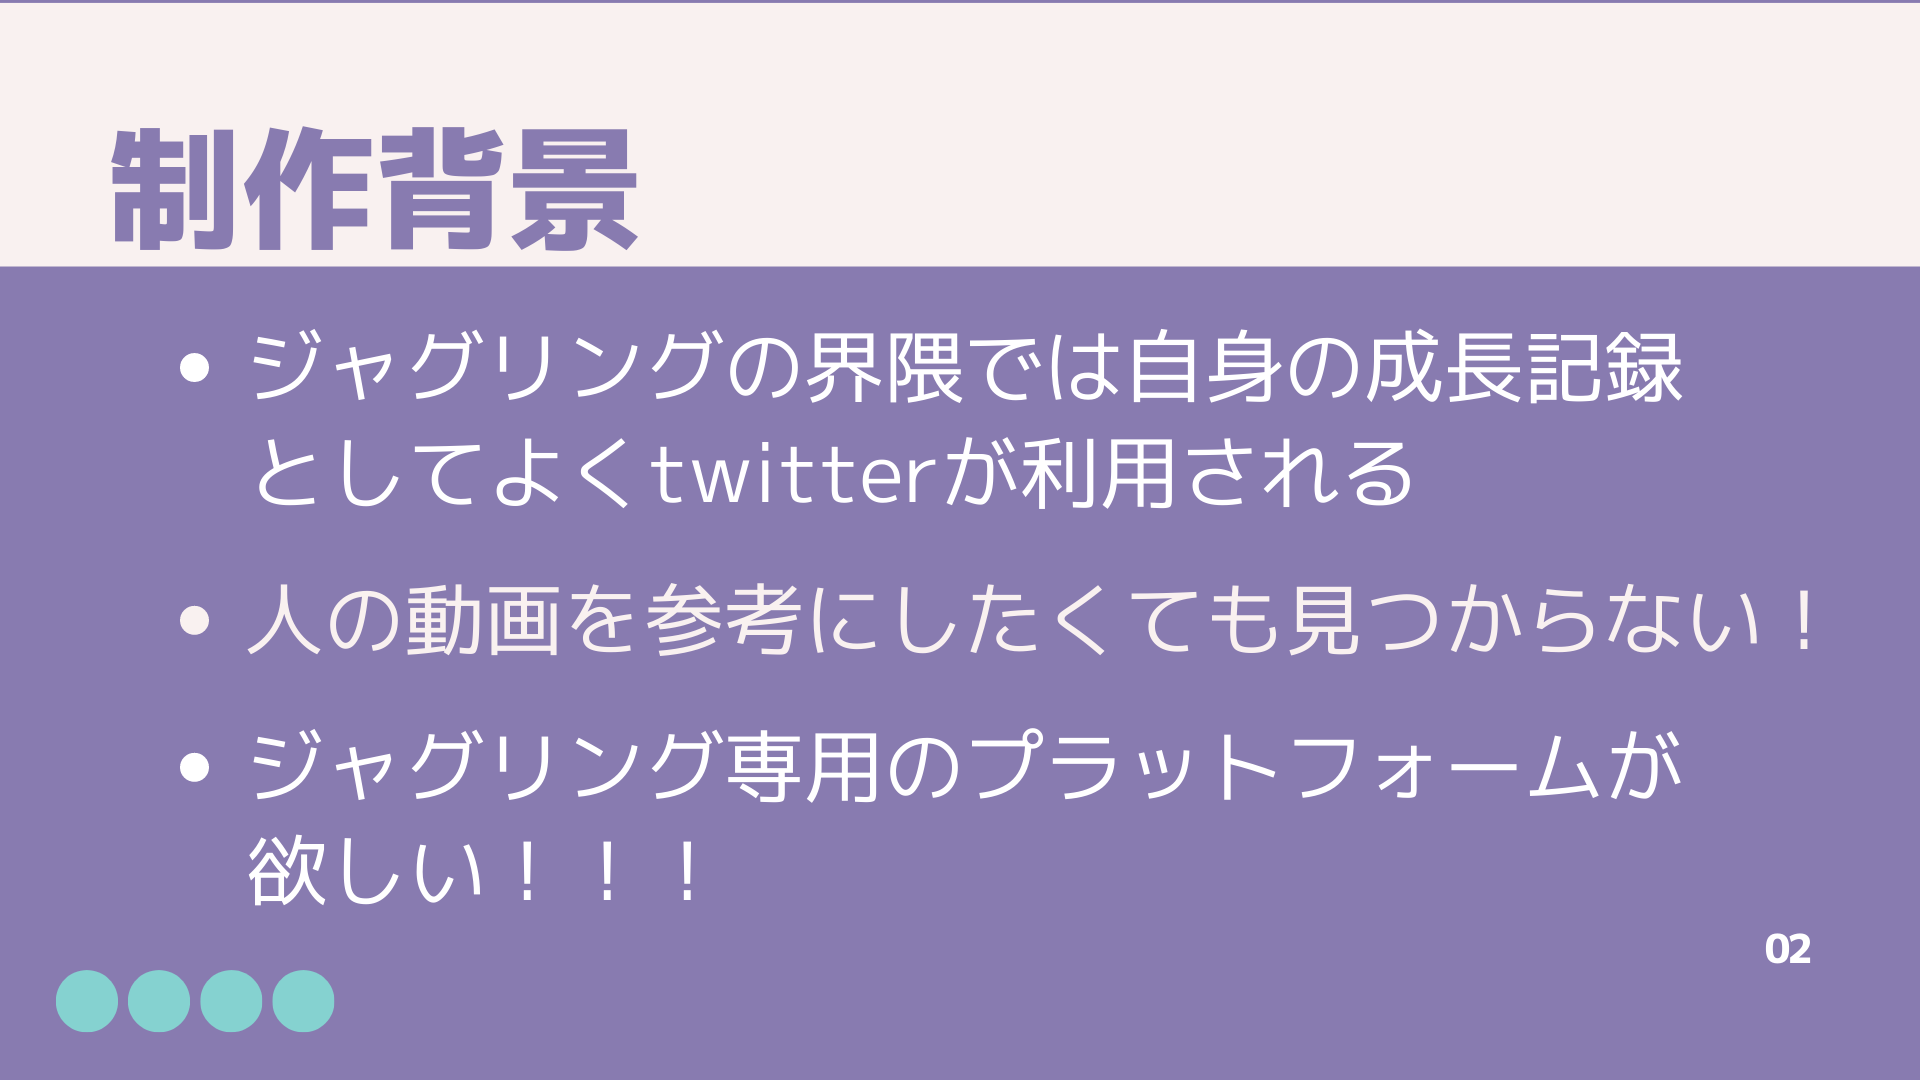 制作背景
• ジャグリングの界隈では自身の成長記録
としてよくtwitterが利用される
• 人の動画を参考にしたくても見つからない！
• ジャグリング専用のプラットフォームが
欲しい！！！
02